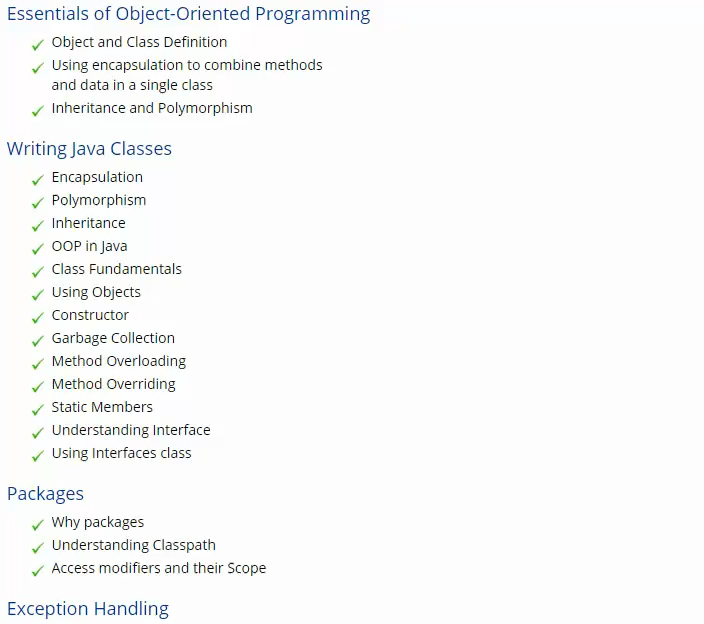 Essentials of Object-Oriented Programming
Object and Class Definition
Using encapsulation to combine methods
and data in a single class
Inheritance and Polymorphism
Writing Java Classes
Encapsulation
Polymorphism
Inheritance
OOP in Java
Class Fundamentals
Using Objects
Constructor
Garbage Collection
Method Overloading
Method Overriding
Static Members
Understanding Interface
Using Interfaces class
Packages
Why packages
Understanding Classpath
Access modifiers and their Scope
Exception Handling